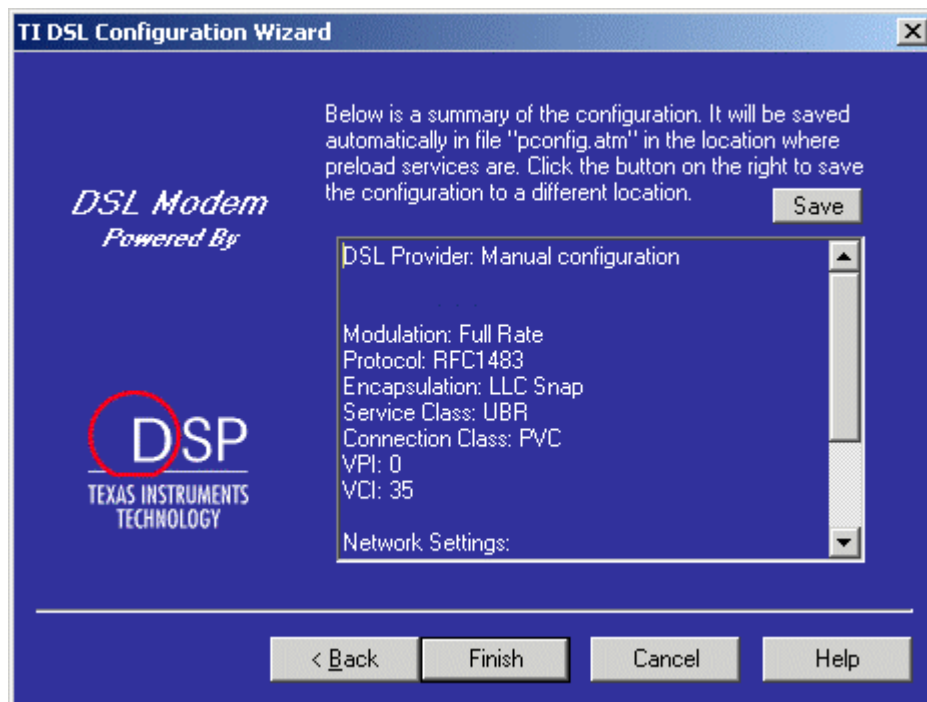 TI DSL Configuration Wizard
Below is a summary of the configuration. It will be saved
automatically in file "pconfig.atm" in the location where
preload services are. Click the button on the right to save
the configuration to a different location.
Save
DSL Modem
Powered By
DSL Provider: Manual configuration
Modulation: Full Rate
Protocol: RFC1483
Encapsulation: LLC Snap
Service Class: UBR
Connection Class: PVC
VPI: 0
VCI: 35
Network Settings:
DSP
TEXAS INSTRUMENTS
TECHNOLOGY
< Back
Finish
Cancel
Help